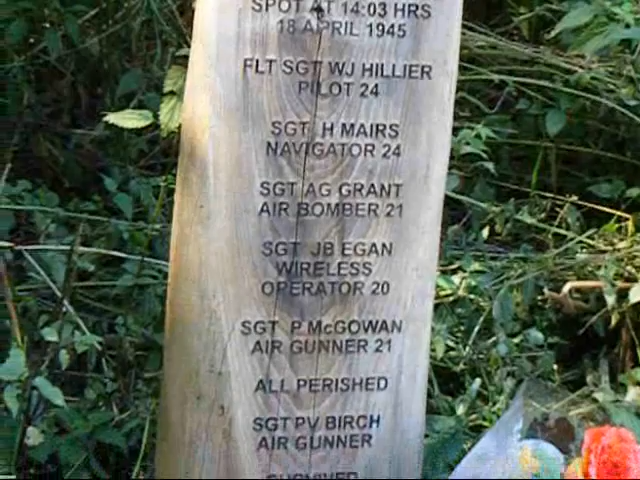 SPOT AT 14:03 HRS
18 APRIL 1945
FLT SGT WJ HILLIER
PILOT 24
SGT H MAIRS
NAVIGATOR 24
SGT AG GRANT
AIR BOMBER 21
SGT JB EGAN
WIRELESS
OPERATOR 20
SGT P McGOWAN
AIR GUNNER 21
ALL PERISHED
SGT PV BIRCH
AIR GUNNER
SURVIVED